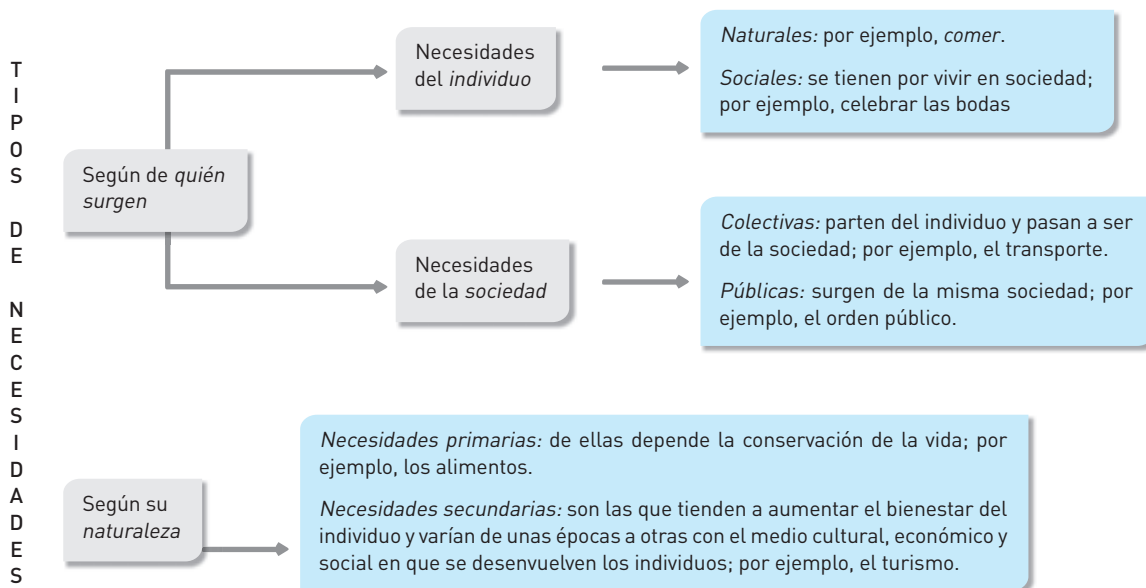 TIPOS DE NECESIDADES
Según de quién
surgen
Necesidades
del individuo
Naturales: por ejemplo, comer.
Sociales: se tienen por vivir en sociedad;
por ejemplo, celebrar las bodas
Necesidades
de la sociedad
Colectivas: parten del individuo y pasan a ser
de la sociedad; por ejemplo, el transporte.
Públicas: surgen de la misma sociedad; por
ejemplo, el orden público.
Según su
naturaleza
Necesidades primarias: de ellas depende la conservación de la vida; por
ejemplo, los alimentos.
Necesidades secundarias: son las que tienden a aumentar el bienestar del
individuo y varían de unas épocas a otras con el medio cultural, económico y
social en que se desenvuelven los individuos; por ejemplo, el turismo.